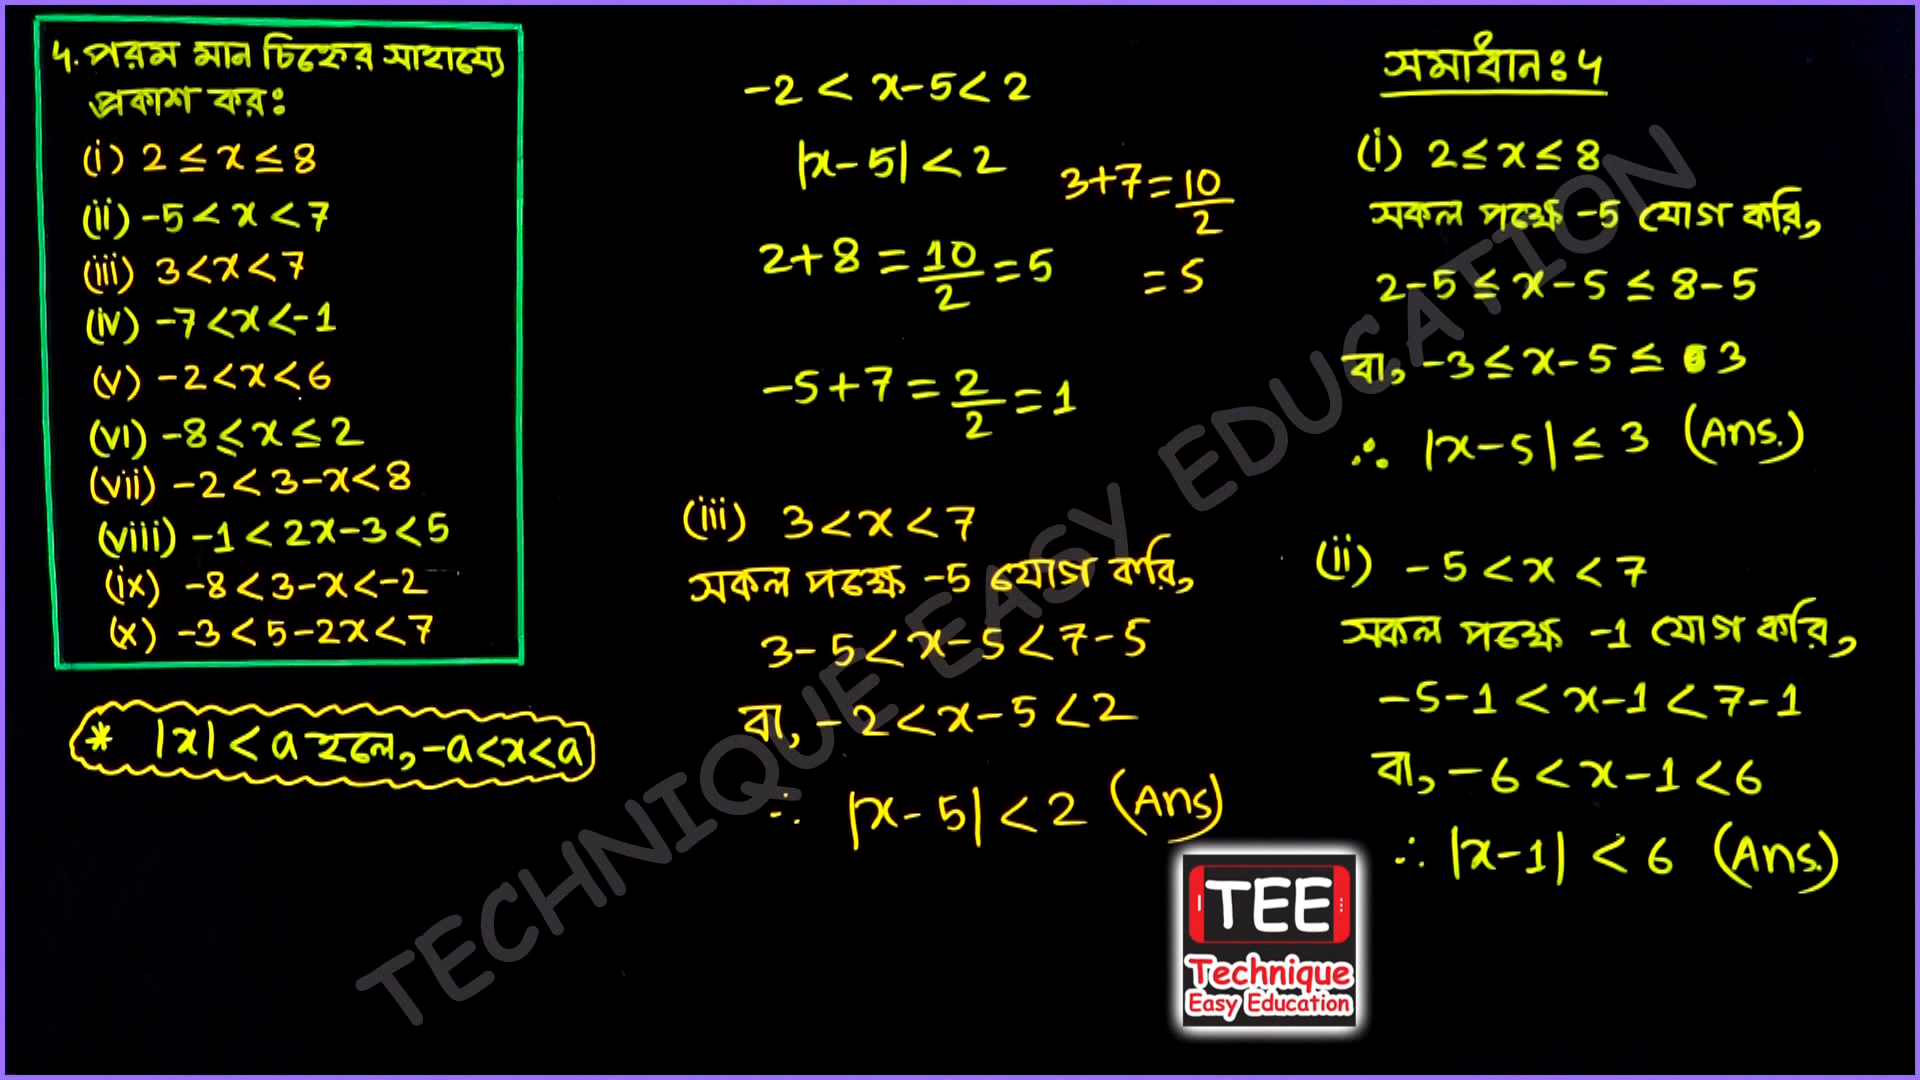 ৭. পরম মান চিহ্নের সাহায্যে
প্রকাশ কর:
(i) 2 ≤ x ≤ 8
(ii) -5 < x < 7
(iii) 3 < x < 7
(iv) -7 < x < -1
(v) -2 < x < 6
(vi) -8 ≤ x ≤ 2
(vii) -2 < 3-x < 8
(viii) -1 < 2x-3 < 5
(ix) -8 < 3-x < -2
(x) -3 < 5-2x < 7
* |x| < a হলে, -a < x < a
-2 < x-5 < 2
|x-5| < 2
2+8 = 10/2 = 5
3+7 = 10/2
= 5
-5+7 = 2/2 = 1
(iii) 3 < x < 7
সকল পক্ষে -5 যোগ করি,
3-5 < x-5 < 7-5
বা, -2 < x-5 < 2
∴ |x-5| < 2 (Ans)
সমাধান: ৭
(i) 2 ≤ x ≤ 8
সকল পক্ষে -5 যোগ করি,
2-5 ≤ x-5 ≤ 8-5
বা, -3 ≤ x-5 ≤ 3
∴ |x-5| ≤ 3 (Ans.)
(ii) -5 < x < 7
সকল পক্ষে -1 যোগ করি,
-5-1 < x-1 < 7-1
বা, -6 < x-1 < 6
∴ |x-1| < 6 (Ans.)
TECHNIQUE EASY EDUCATION
TEE
Technique
Easy Education